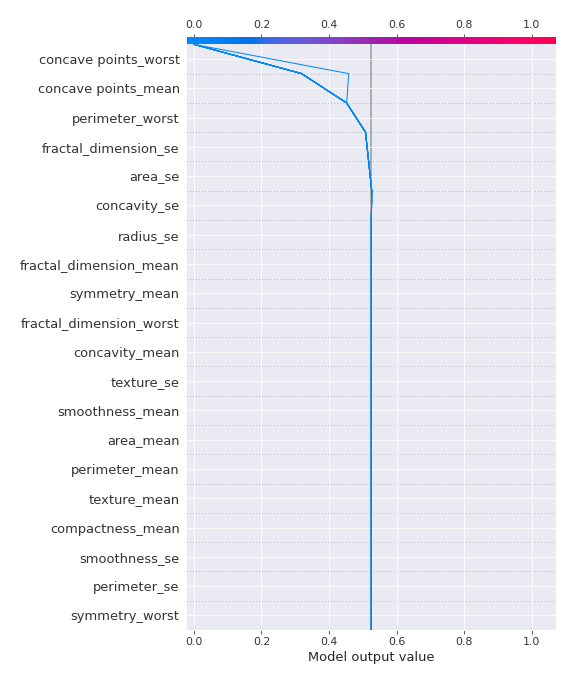 0.0 0.2 0.4 0.6 0.8 1.0
concave points_worst
concave points_mean
perimeter_worst
fractal_dimension_se
area_se
concavity_se
radius_se
fractal_dimension_mean
symmetry_mean
fractal_dimension_worst
concavity_mean
texture_se
smoothness_mean
area_mean
perimeter_mean
texture_mean
compactness_mean
smoothness_se
perimeter_se
symmetry_worst
0.0 0.2 0.4 0.6 0.8 1.0
Model output value